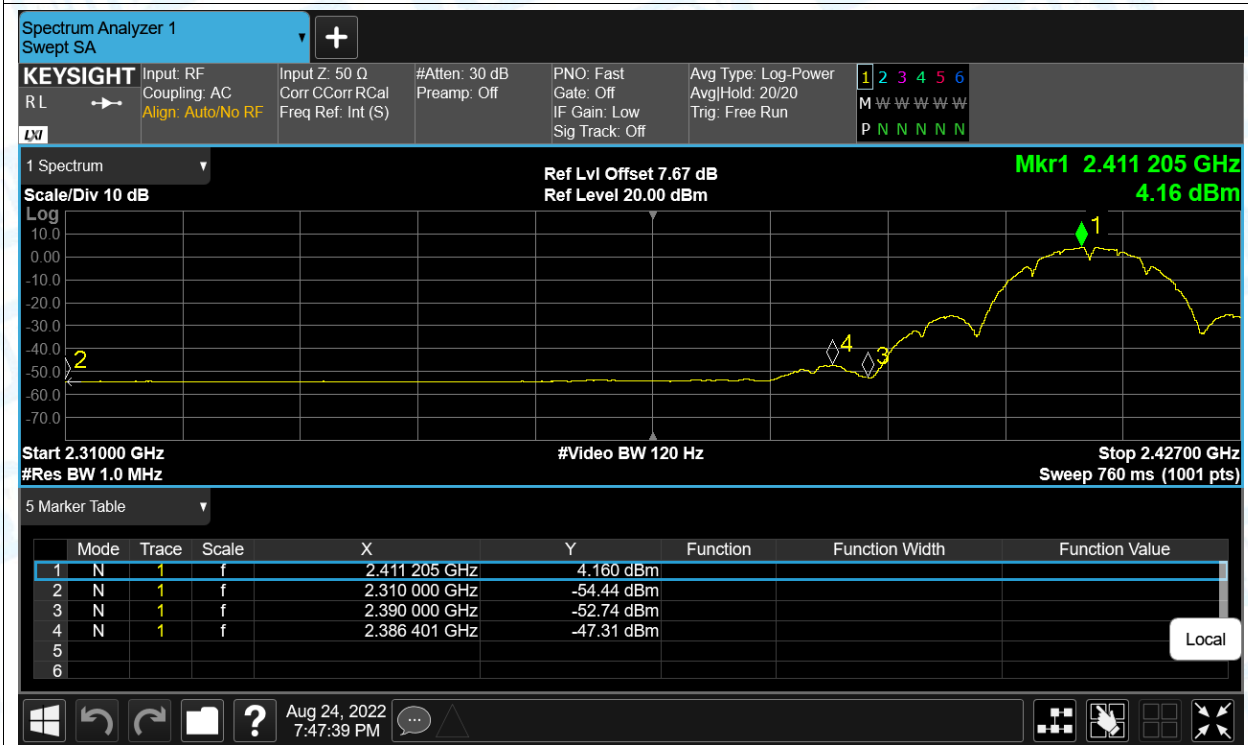 Spectrum Analyzer 1
Swept SA
KEYSIGHT
R L
LXI
Input: RF
Coupling: AC
Align: Auto/No RF
Input Z: 50 Ω
Corr CCorr RCal
Freq Ref: Int (S)
#Atten: 30 dB
Preamp: Off
PNO: Fast
Gate: Off
IF Gain: Low
Sig Track: Off
Avg Type: Log-Power
Avg|Hold: 20/20
Trig: Free Run
1 2 3 4 5 6
M W W W W W
P N N N N N
1 Spectrum
Scale/Div 10 dB
Ref Lvl Offset 7.67 dB
Ref Level 20.00 dBm
Mkr1 2.411 205 GHz
4.16 dBm
Log
10.0
0.00
-10.0
-20.0
-30.0
-40.0
-50.0
-60.0
-70.0
1
2
4
3
Start 2.31000 GHz
#Video BW 120 Hz
Stop 2.42700 GHz
#Res BW 1.0 MHz
Sweep 760 ms (1001 pts)
5 Marker Table
Mode Trace Scale X Y Function Function Width Function Value
1 N 1 f 2.411 205 GHz 4.160 dBm
2 N 1 f 2.310 000 GHz -54.44 dBm
3 N 1 f 2.390 000 GHz -52.74 dBm
4 N 1 f 2.386 401 GHz -47.31 dBm
5
6
Local
?
Aug 24, 2022
7:47:39 PM